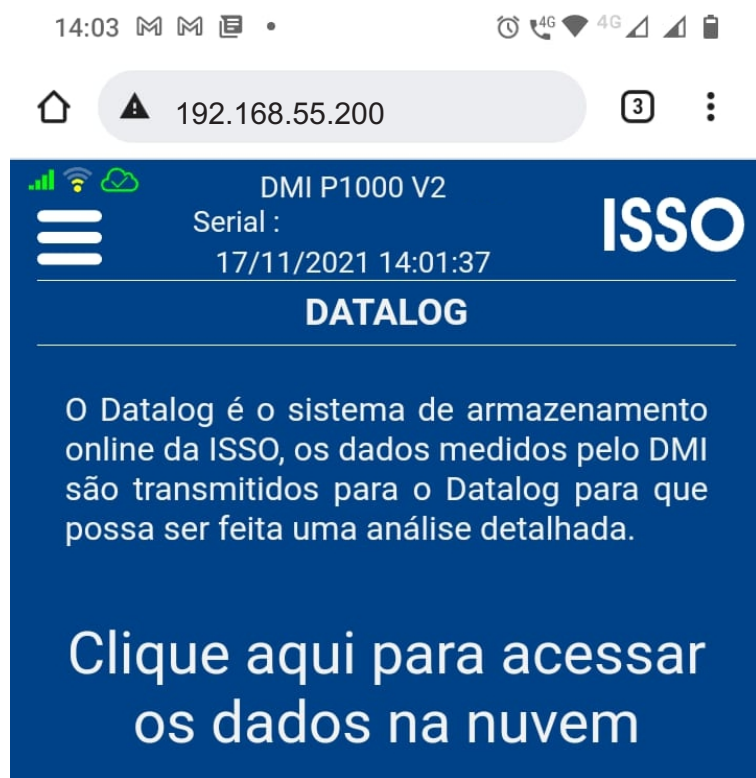 14:03
4G 4G
192.168.55.200
3
DMI P1000 V2
Serial :
17/11/2021 14:01:37
ISSO
DATALOG
O Datalog é o sistema de armazenamento
online da ISSO, os dados medidos pelo DMI
são transmitidos para o Datalog para que
possa ser feita uma análise detalhada.
Clique aqui para acessar
os dados na nuvem